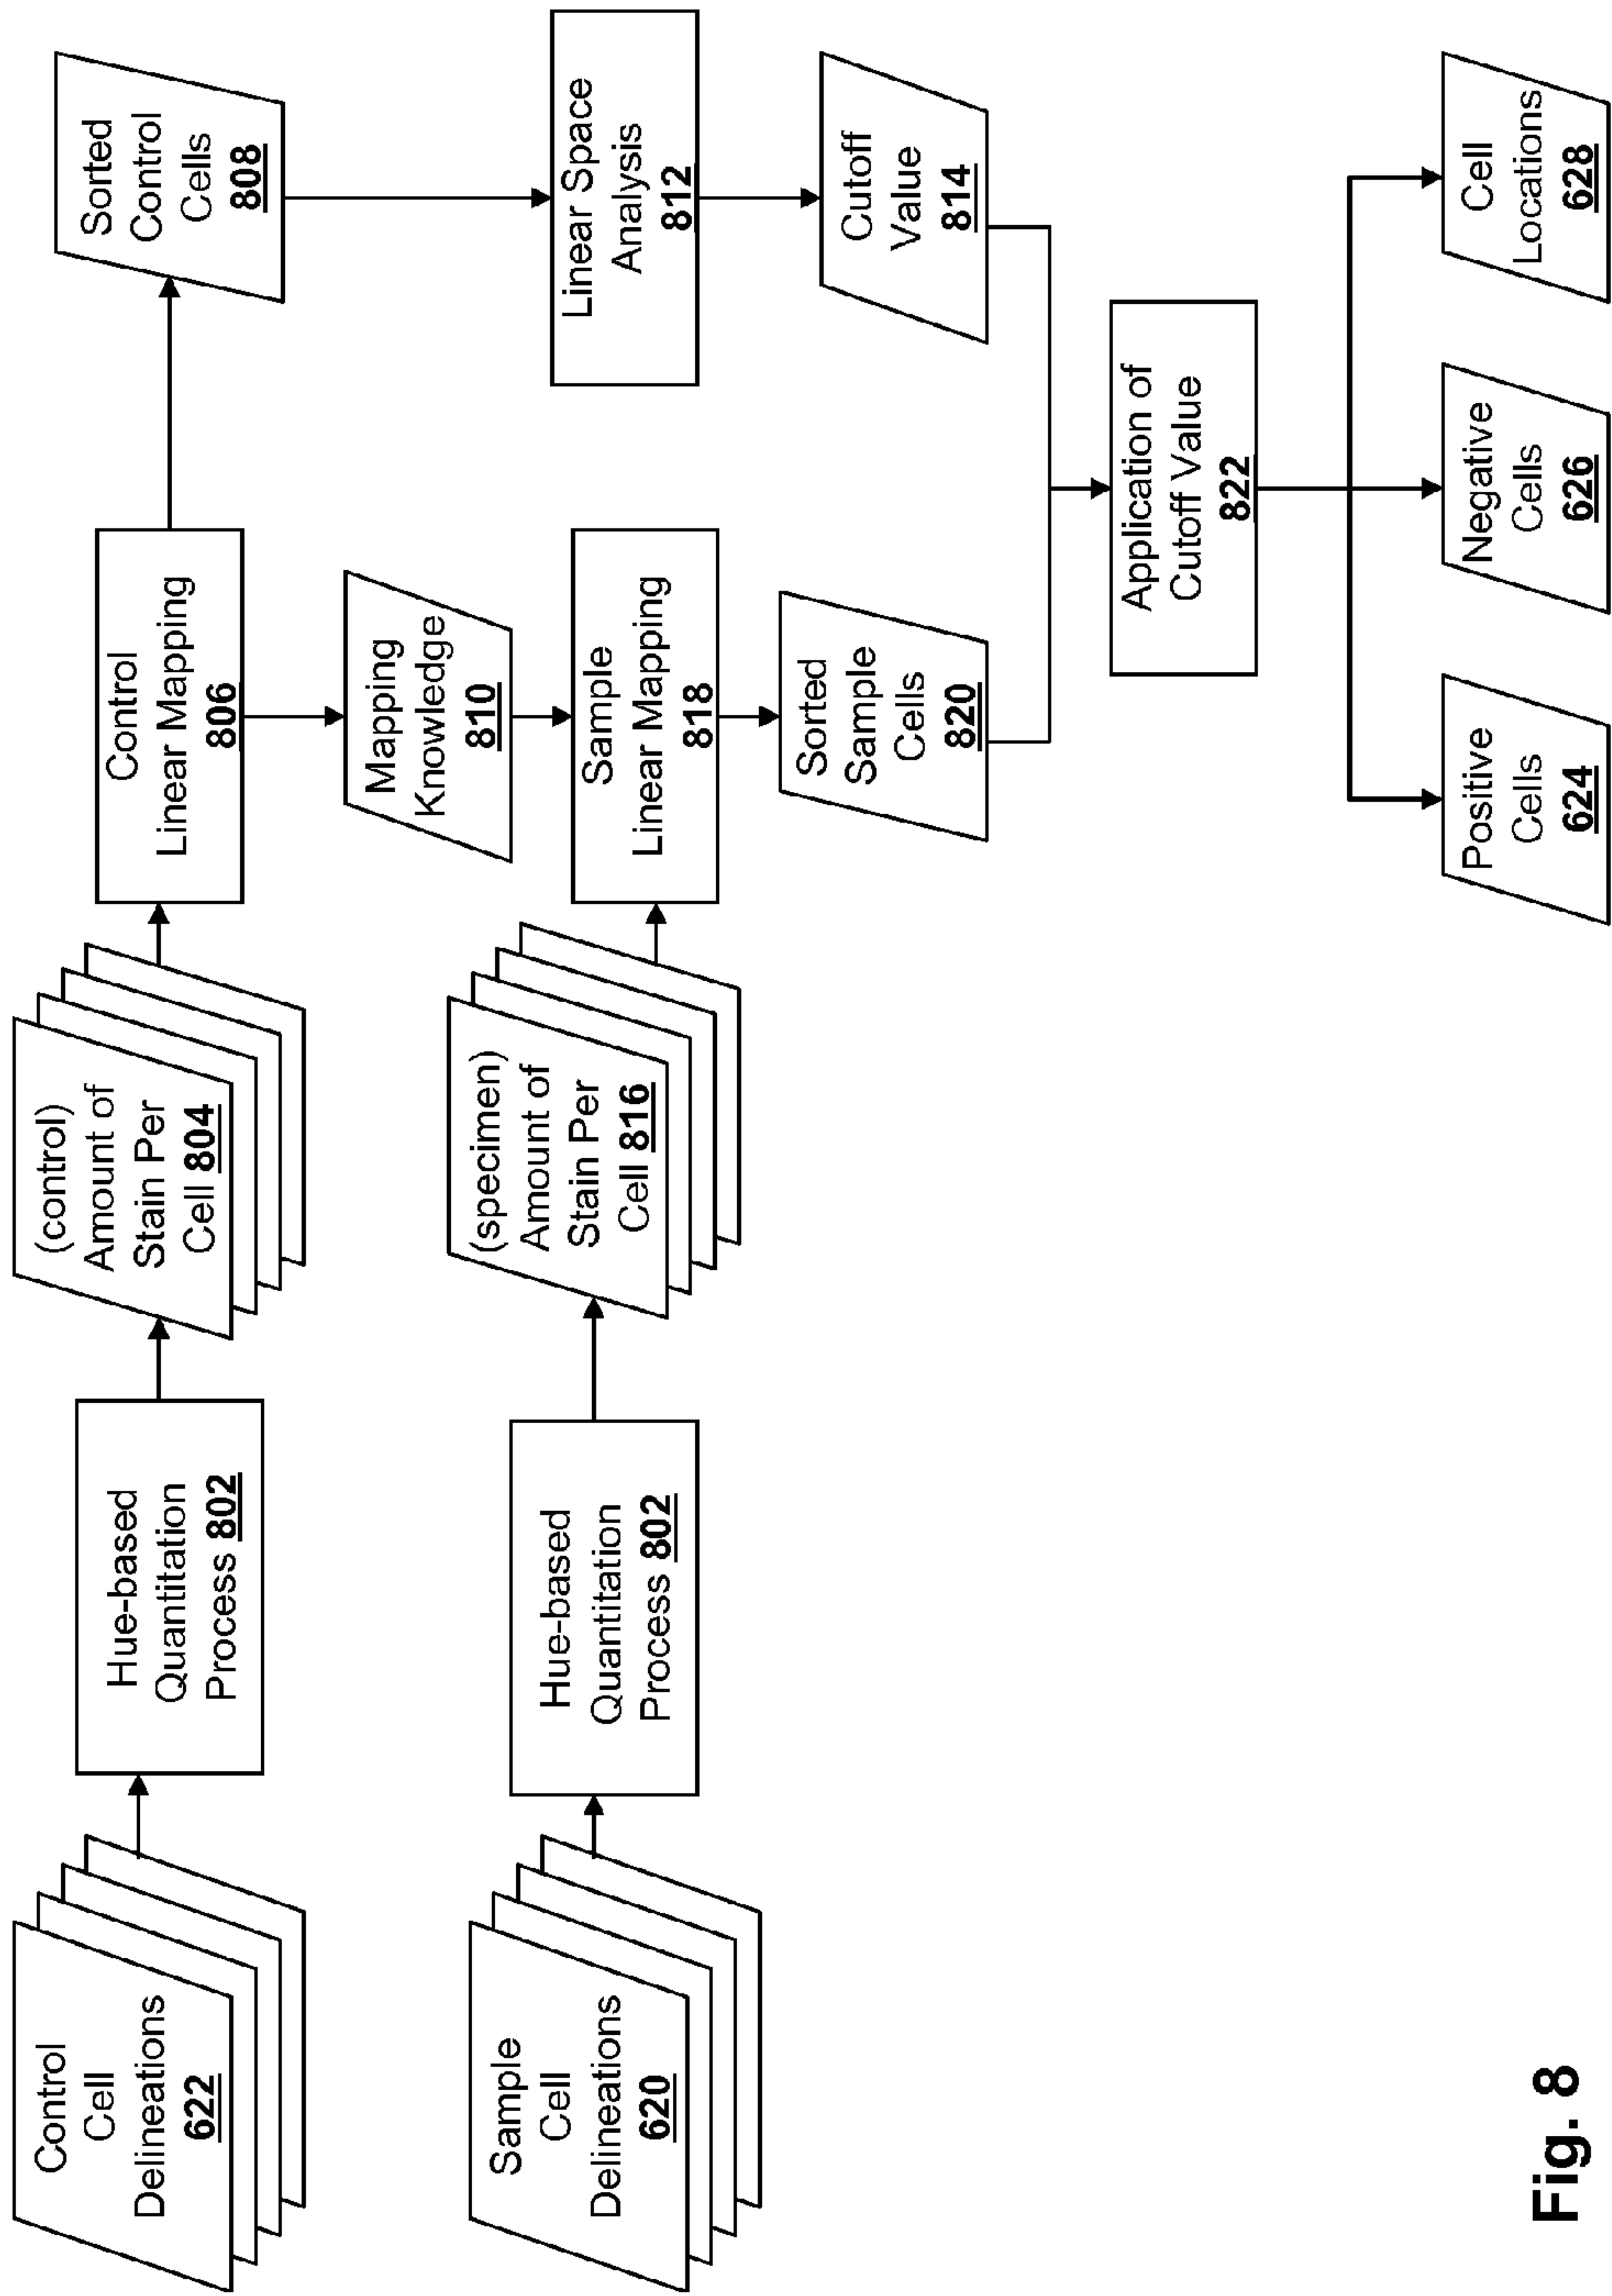 Control
Cell
Delineations
622
Hue-based
Quantitation
Process 802
(control)
Amount of
Stain Per
Cell 804
Control
Linear Mapping
806
Sorted
Control
Cells
808
Mapping
Knowledge
810
Linear Space
Analysis
812
Sample
Cell
Delineations
620
Hue-based
Quantitation
Process 802
(specimen)
Amount of
Stain Per
Cell 816
Sample
Linear Mapping
818
Sorted
Sample
Cells
820
Cutoff
Value
814
Application of
Cutoff Value
822
Positive
Cells
624
Negative
Cells
626
Cell
Locations
628
Fig. 8